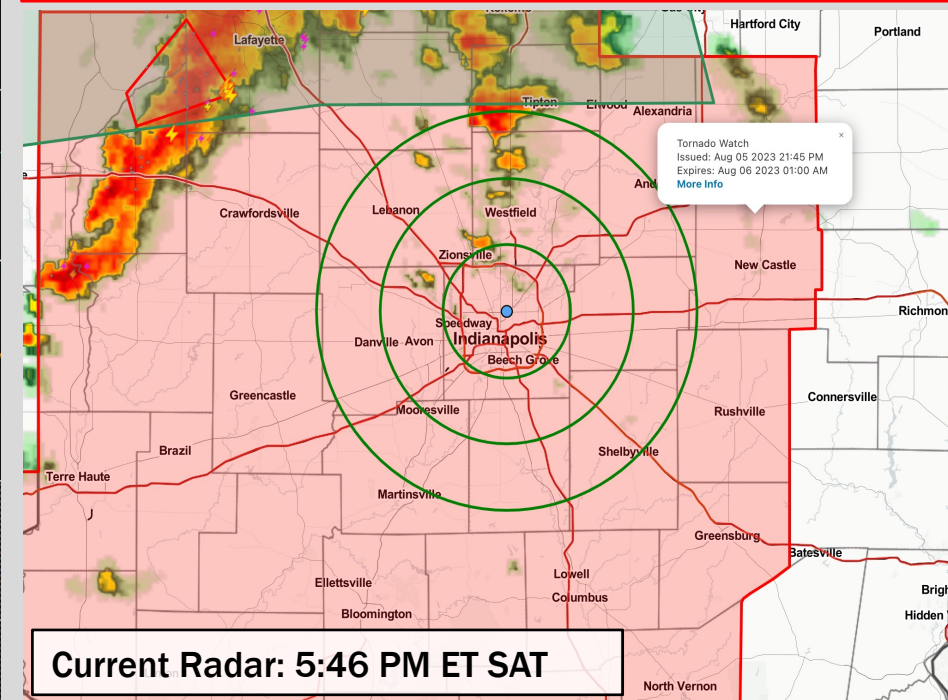 Hartford City
Portland
Lafayette
Tipton
Elwood
Alexandria
×
Tornado Watch
Issued: Aug 05 2023 21:45 PM
Expires: Aug 06 2023 01:00 AM
More Info
And
Crawfordsville
Lebanon
Westfield
Zionsville
New Castle
Richmon
Speedway
Danville
Avon
Indianapolis
Beech Grove
Greencastle
Mooresville
Rushville
Connersville
Brazil
Shelbyville
Terre Haute
Martinsville
Greensburg
Batesville
Ellettsville
Lowell
Columbus
Brigh
Bloomington
Hidden
Current Radar: 5:46 PM ET SAT
North Vernon